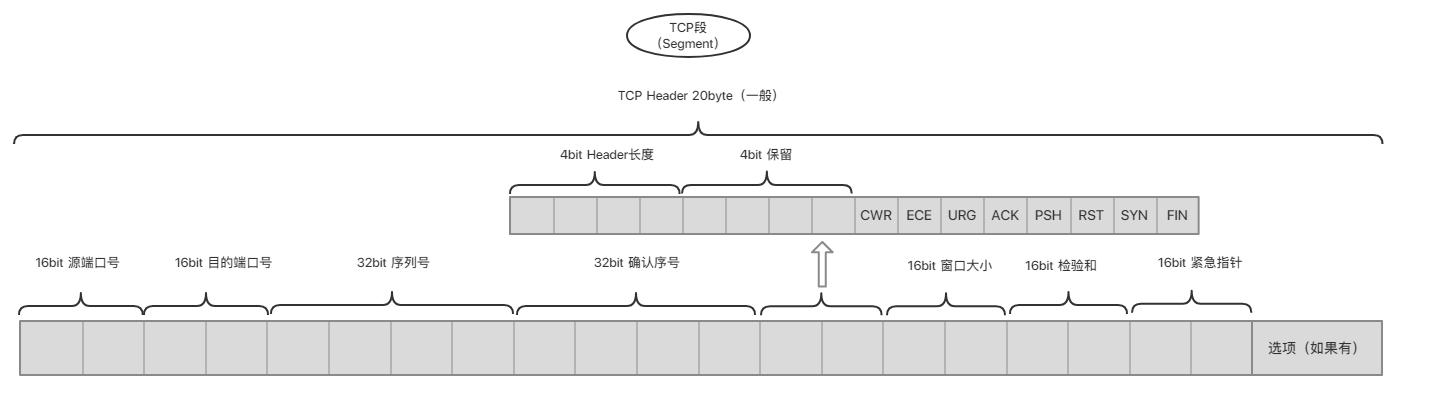 TCP段
（Segment）
TCP Header 20byte（一般）
4bit Header长度
4bit 保留
CWR
ECE
URG
ACK
PSH
RST
SYN
FIN
16bit 源端口号
16bit 目的端口号
32bit 序列号
32bit 确认序号
16bit 窗口大小
16bit 检验和
16bit 紧急指针
选项（如果有）